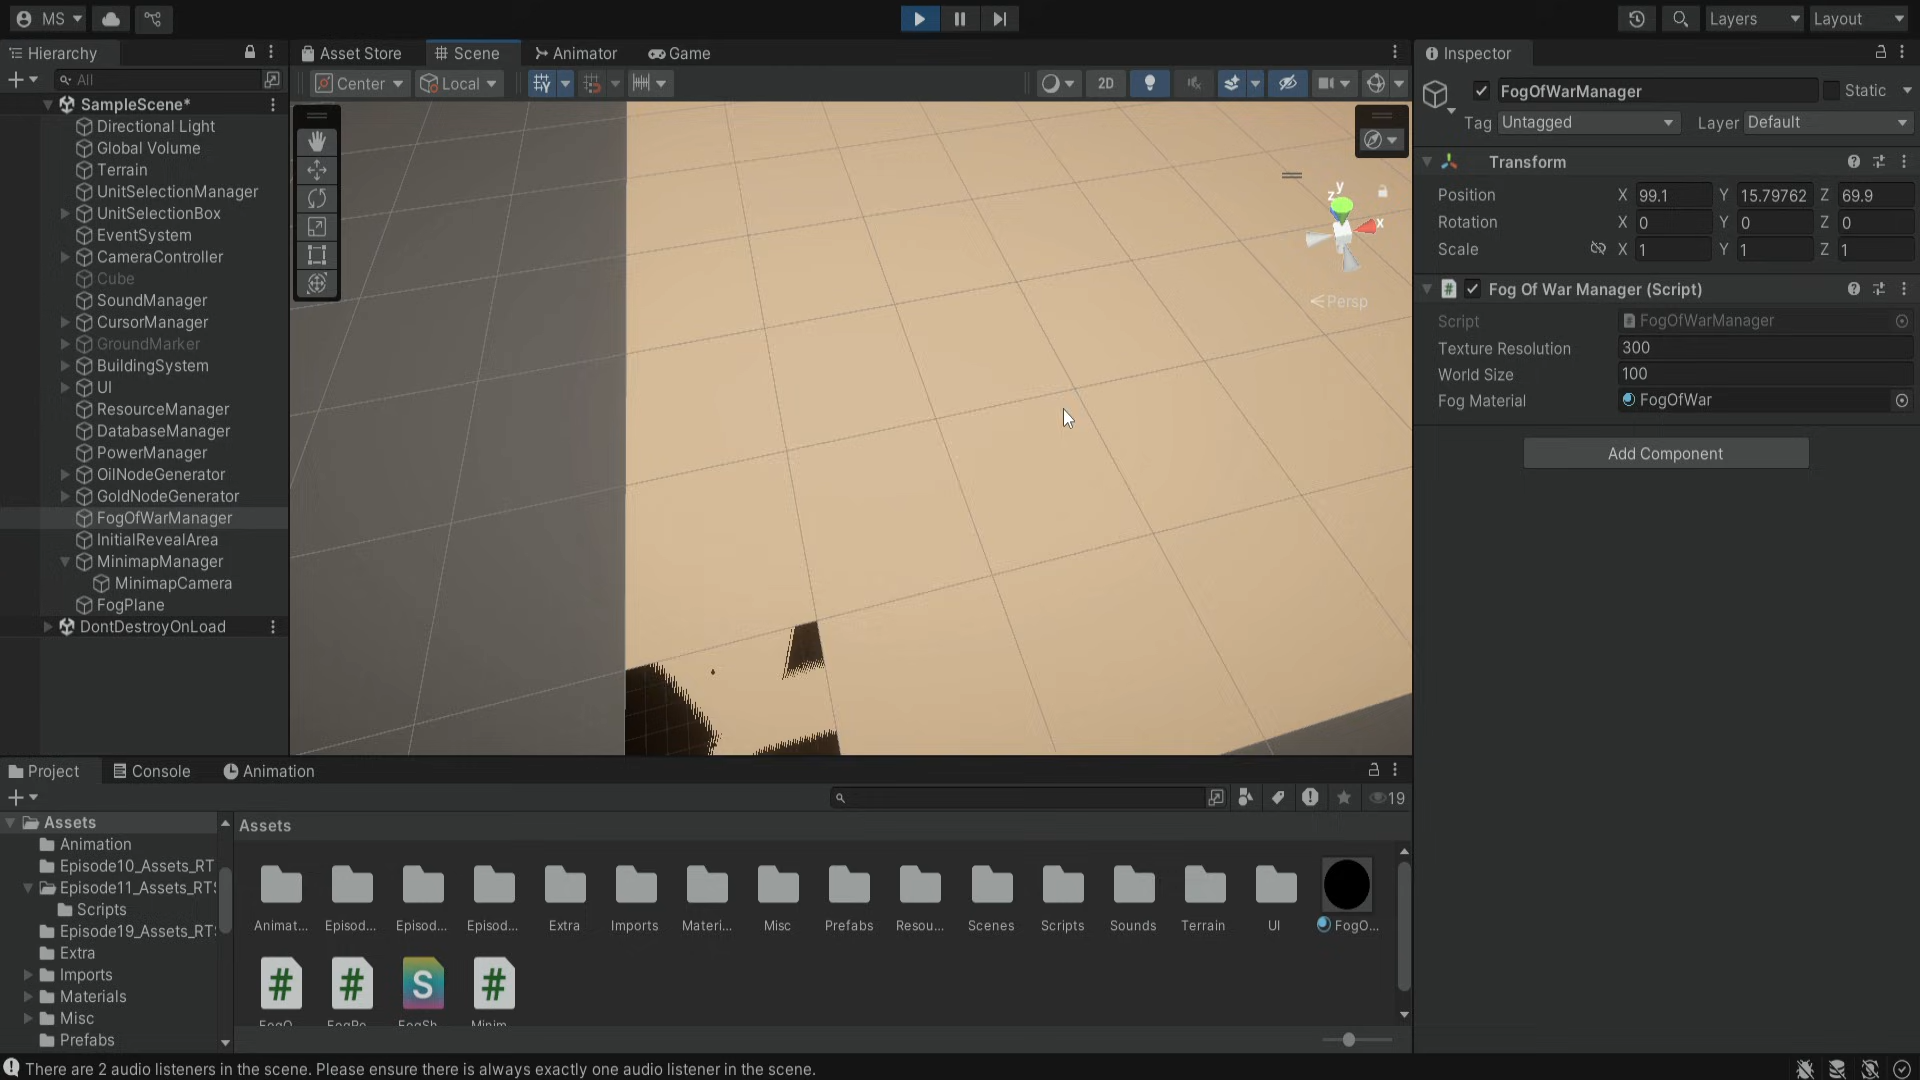 MS
Layers
Layout
Hierarchy
All
SampleScene*
Directional Light
Global Volume
Terrain
UnitSelectionManager
UnitSelectionBox
EventSystem
CameraController
Cube
SoundManager
CursorManager
GroundMarker
BuildingSystem
UI
ResourceManager
DatabaseManager
PowerManager
OilNodeGenerator
GoldNodeGenerator
FogOfWarManager
InitialRevealArea
MinimapManager
MinimapCamera
FogPlane
DontDestroyOnLoad
Asset Store
Scene
Animator
Game
Center
Local
2D
y
z
x
Persp
Inspector
FogOfWarManager
Static
Tag Untagged
Layer Default
Transform
Position X 99.1 Y 15.79762 Z 69.9
Rotation X 0 Y 0 Z 0
Scale X 1 Y 1 Z 1
Fog Of War Manager (Script)
Script FogOfWarManager
Texture Resolution 300
World Size 100
Fog Material FogOfWar
Add Component
Project
Console
Animation
19
Assets
Animation
Episode10_Assets_RT
Episode11_Assets_RT
Scripts
Episode19_Assets_RT
Extra
Imports
Materials
Misc
Prefabs
Assets
Animat... Episod... Episod... Episod... Extra Imports Materi... Misc Prefabs Resou... Scenes Scripts Sounds Terrain UI FogO...
FogO... FogRe... FogSh... Minim...
There are 2 audio listeners in the scene. Please ensure there is always exactly one audio listener in the scene.